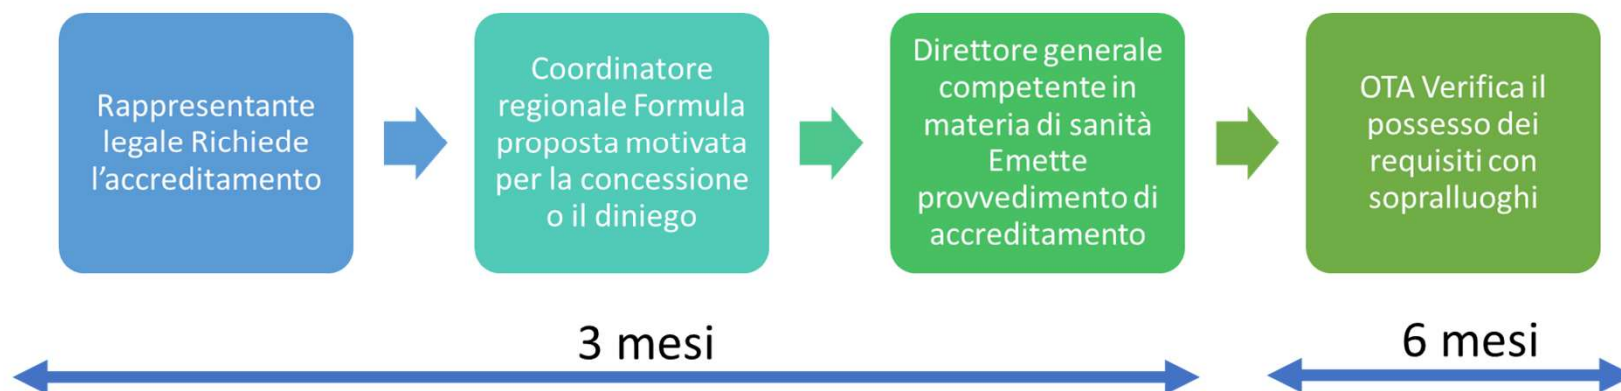 Rappresentante
legale Richiede
l'accreditamento
Coordinatore
regionale Formula
proposta motivata
per la concessione
o il diniego
Direttore generale
competente in
materia di sanità
Emette
provvedimento di
accreditamento
OTA Verifica il
possesso dei
requisiti con
sopralluoghi
3 mesi
6 mesi